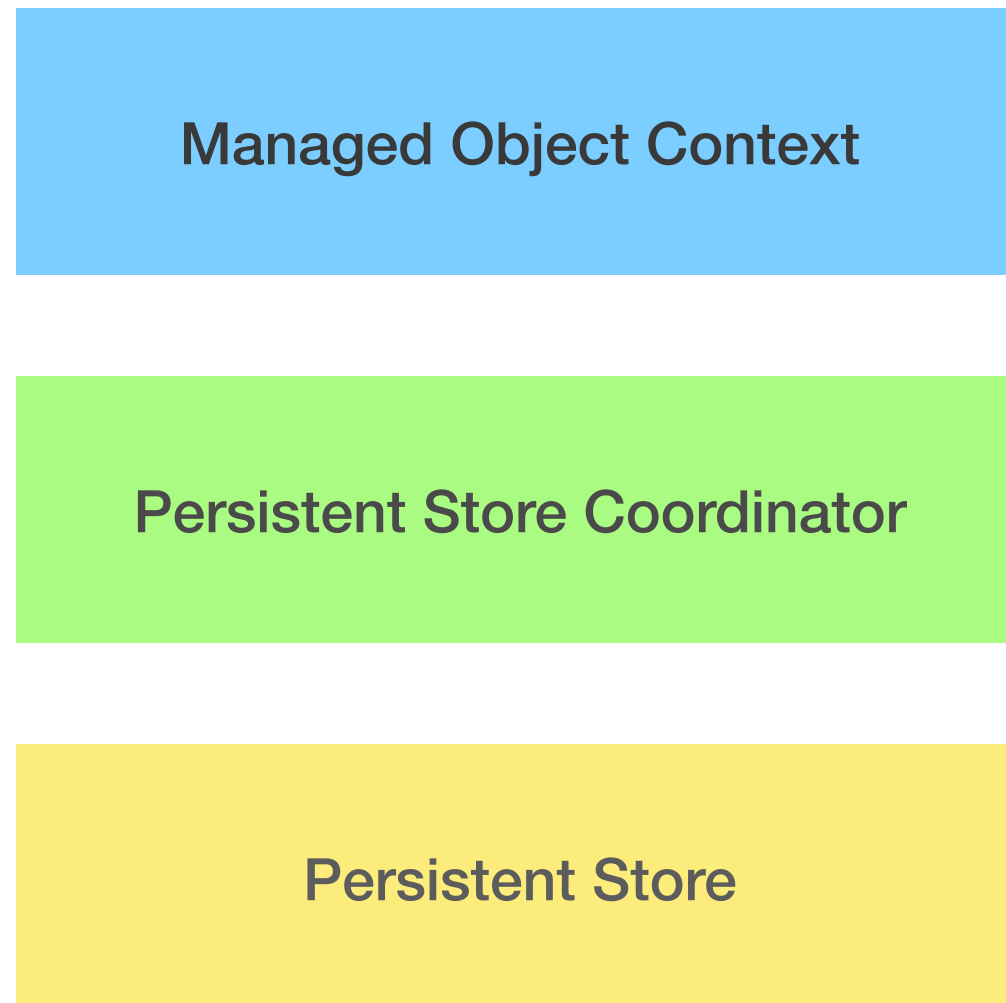 Managed Object Context
Persistent Store Coordinator
Persistent Store